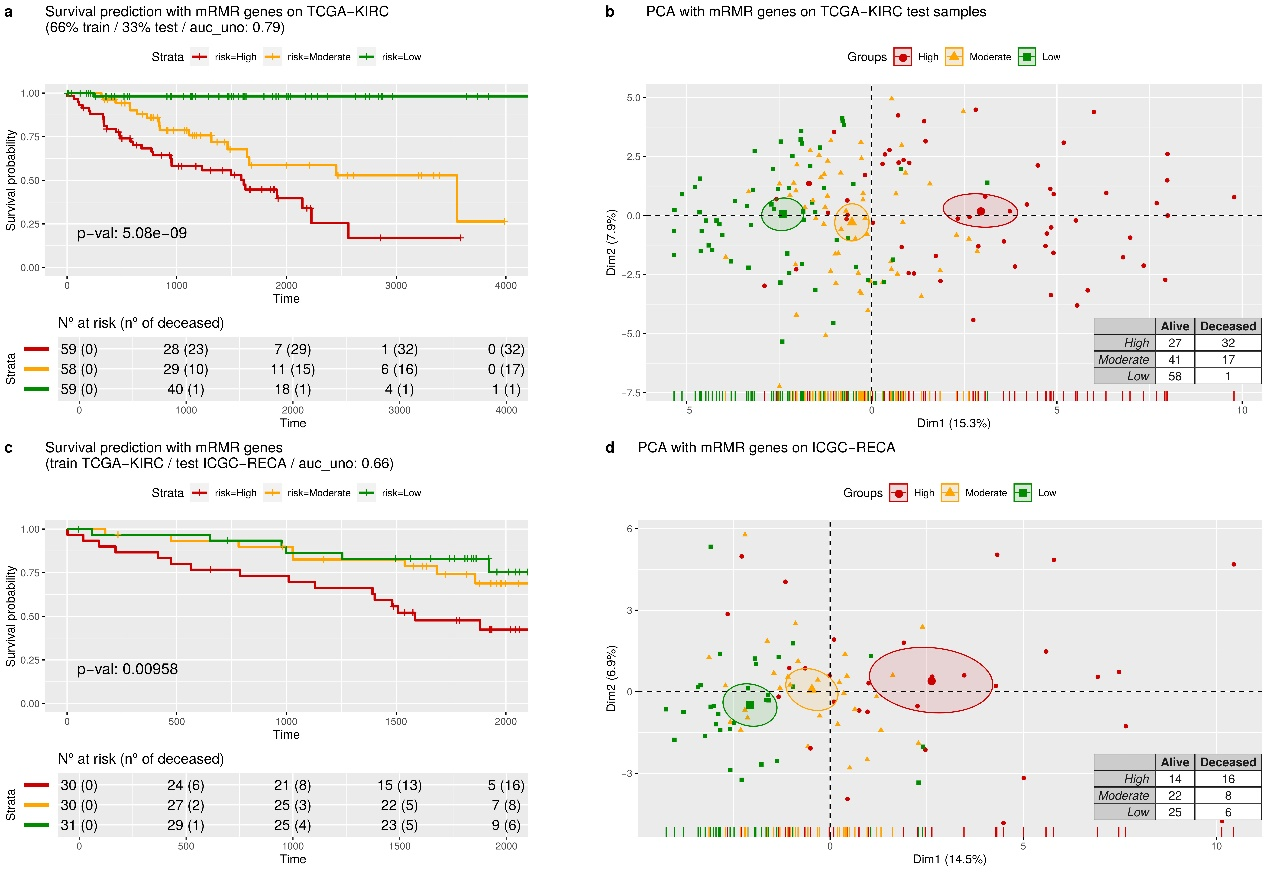 a
Survival prediction with mRMR genes on TCGA−KIRC
(66% train / 33% test / auc_uno: 0.79)
Strata risk=High risk=Moderate risk=Low
Survival probability
1.00
0.75
0.50
0.25
0.00
p-val: 5.08e−09
0 1000 2000 3000 4000
Time
Nº at risk (nº of deceased)
Strata
59 (0) 28 (23) 7 (29) 1 (32) 0 (32)
58 (0) 29 (10) 11 (15) 6 (16) 0 (17)
59 (0) 40 (1) 18 (1) 4 (1) 1 (1)
0 1000 2000 3000 4000
Time
b
PCA with mRMR genes on TCGA−KIRC test samples
Groups High Moderate Low
Dim2 (7.9%)
5.0
2.5
0.0
−2.5
−5.0
−7.5
Alive Deceased
High 27 32
Moderate 41 17
Low 58 1
5 0 5 10
Dim1 (15.3%)
c
Survival prediction with mRMR genes
(train TCGA−KIRC / test ICGC−RECA / auc_uno: 0.66)
Strata risk=High risk=Moderate risk=Low
Survival probability
1.00
0.75
0.50
0.25
0.00
p-val: 0.00958
0 500 1000 1500 2000
Time
Nº at risk (nº of deceased)
Strata
30 (0) 24 (6) 21 (8) 15 (13) 5 (16)
30 (0) 27 (2) 25 (3) 22 (5) 7 (8)
31 (0) 29 (1) 25 (4) 23 (5) 9 (6)
0 500 1000 1500 2000
Time
d
PCA with mRMR genes on ICGC−RECA
Groups High Moderate Low
Dim2 (6.9%)
6
3
0
−3
Alive Deceased
High 14 16
Moderate 22 8
Low 25 6
0 5 10
Dim1 (14.5%)